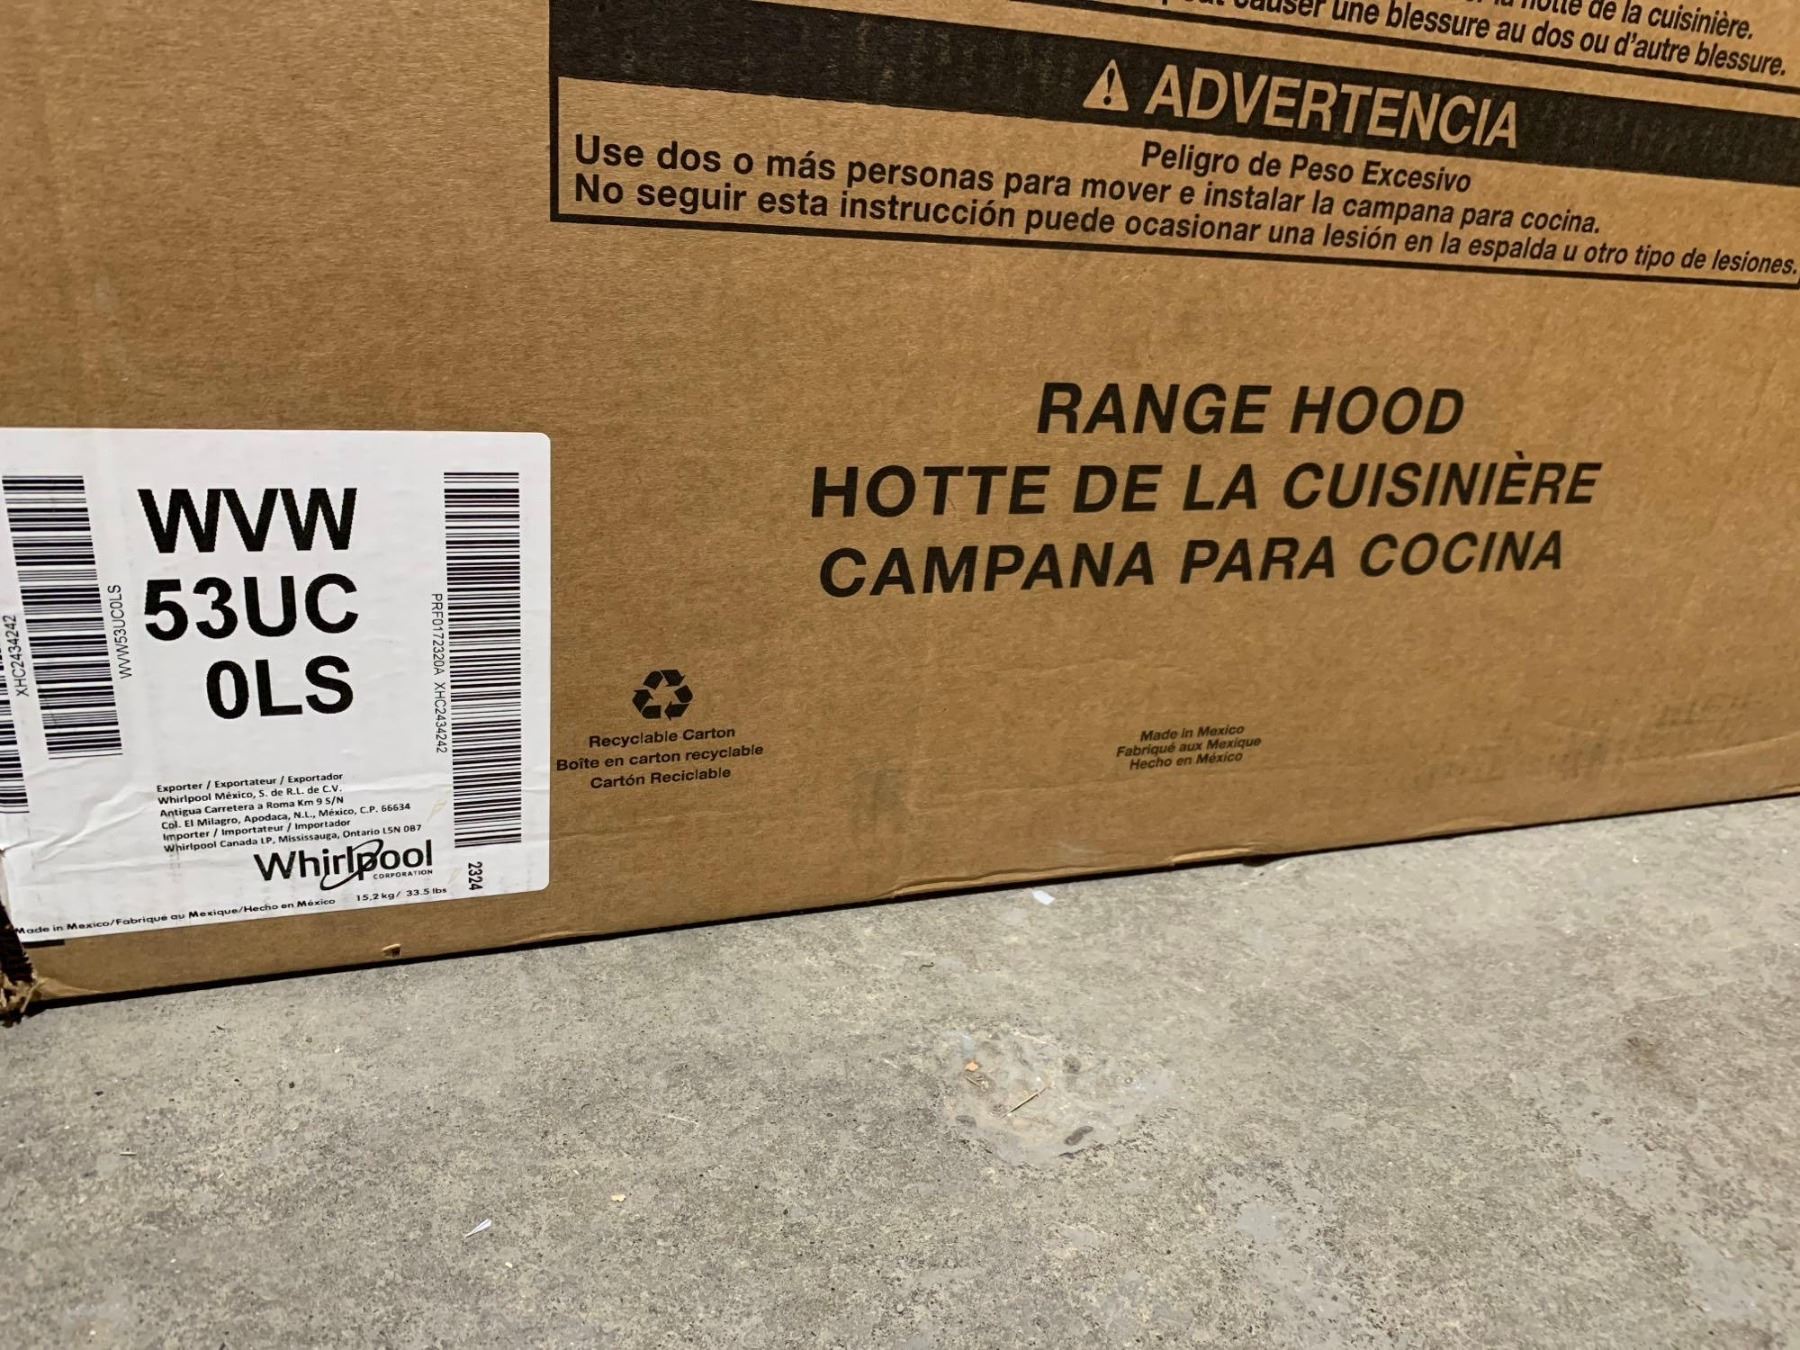 hotte de la cuisinière.
causer une blessure au dos ou d'autre blessure.
ADVERTENCIA
Peligro de Peso Excesivo
Use dos o más personas para mover e instalar la campana para cocina.
No seguir esta instrucción puede ocasionar una lesión en la espalda u otro tipo de lesiones.
RANGE HOOD
HOTTE DE LA CUISINIÈRE
CAMPANA PARA COCINA
XHC2434242
WVW53UC0LS
WVW
53UC
0LS
PRF0172320A XHC2434242
Exporter / Exportateur / Exportador
Whirlpool México, S. de R.L. de C.V.
Antigua Carretera a Roma Km 9 S/N
Col. El Milagro, Apodaca, N.L., México, C.P. 66634
Importer / Importateur / Importador
Whirlpool Canada LP, Mississauga, Ontario L5N 0B7
Whirlpool
CORPORATION
2324
15,2 kg/ 33.5 lbs
Made in Mexico/Fabriqué au Mexique/Hecho en México
Recyclable Carton
Boîte en carton recyclable
Cartón Reciclable
Made in Mexico
Fabriqué aux Mexique
Hecho en México